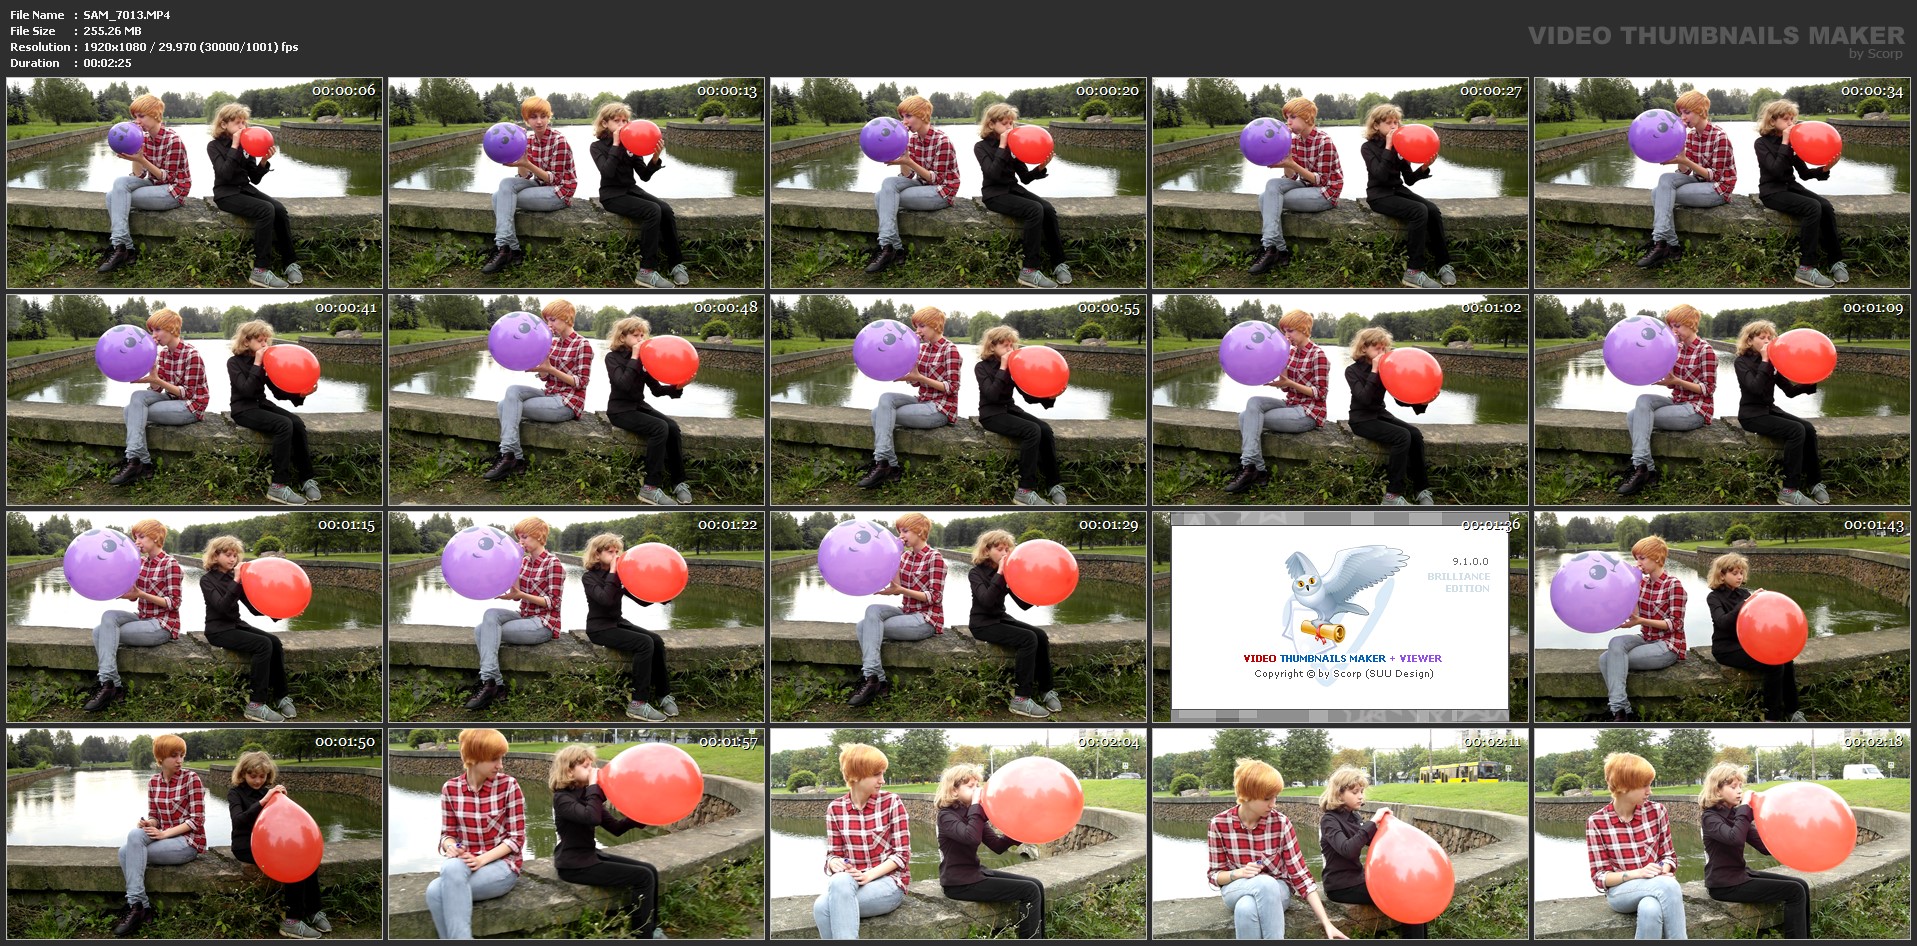 File Name : SAM_7013.MP4
File Size : 255.26 MB
Resolution : 1920x1080 / 29.970 (30000/1001) fps
Duration : 00:02:25
VIDEO THUMBNAILS MAKER
by Scorp
00:00:06
00:00:13
00:00:20
00:00:27
00:00:34
00:00:41
00:00:48
00:00:55
00:01:02
00:01:09
00:01:15
00:01:22
00:01:29
00:01:36
9.1.0.0
BRILLIANCE
EDITION
VIDEO THUMBNAILS MAKER + VIEWER
Copyright © by Scorp (SUU Design)
00:01:43
00:01:50
00:01:57
00:02:04
00:02:11
00:02:18